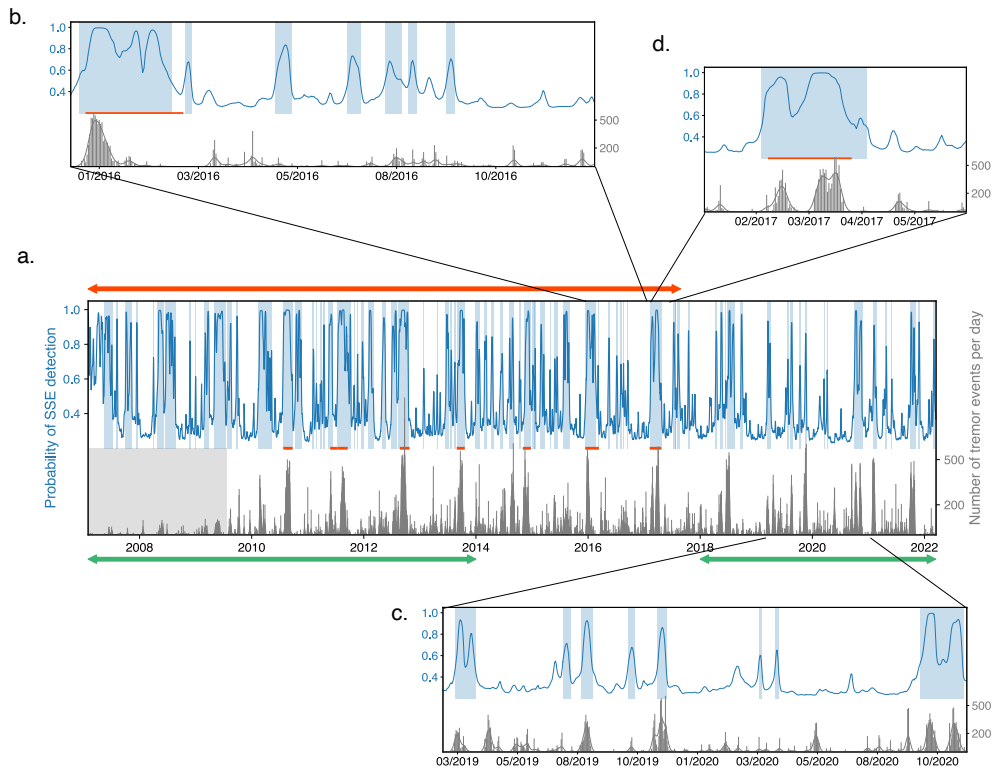 b.
1.0
0.8
0.6
0.4
500
200
01/2016 03/2016 05/2016 08/2016 10/2016
d.
1.0
0.8
0.6
0.4
500
200
02/2017 03/2017 04/2017 05/2017
a.
Probability of SSE detection
1.0
0.8
0.6
0.4
500
200
Number of tremor events per day
2008 2010 2012 2014 2016 2018 2020 2022
c.
1.0
0.8
0.6
0.4
500
200
03/2019 05/2019 08/2019 10/2019 01/2020 03/2020 05/2020 08/2020 10/2020